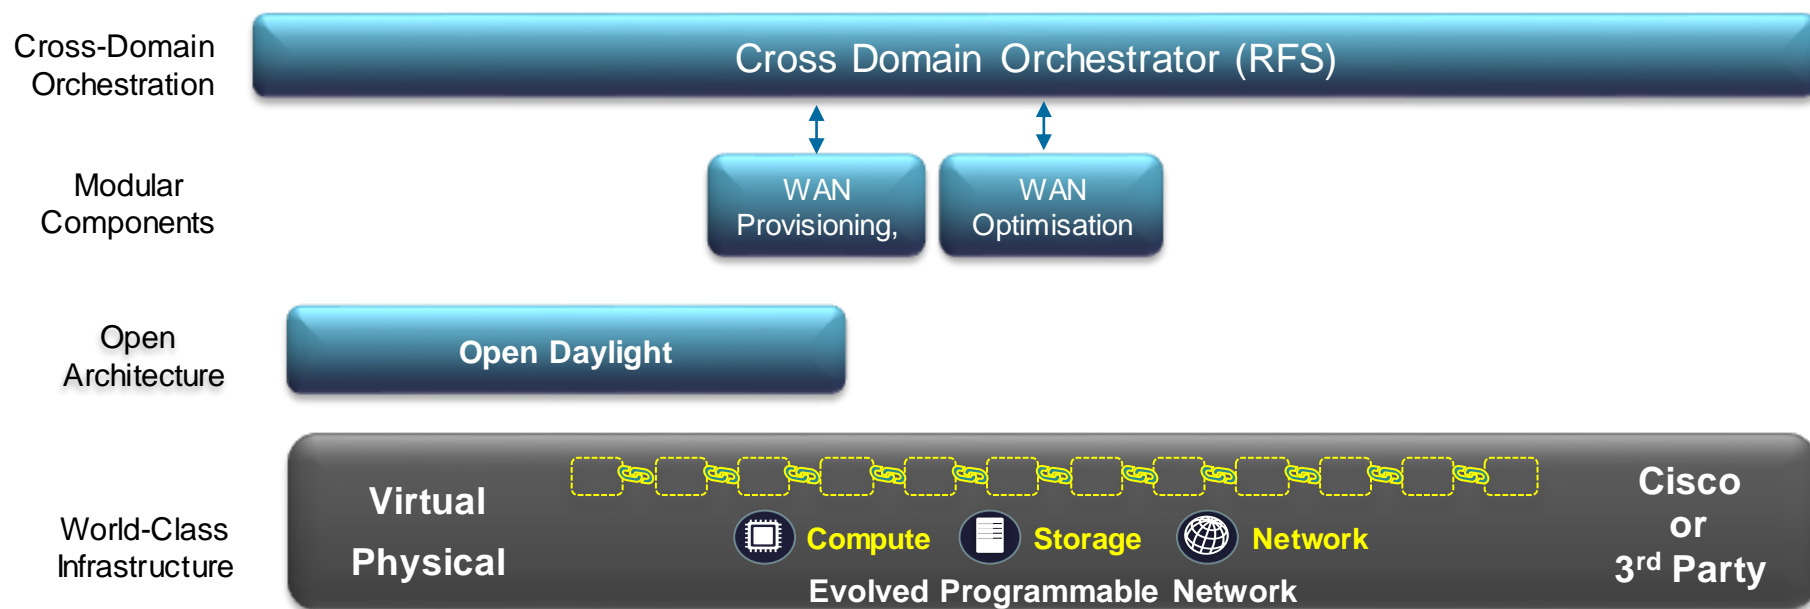 Cross-Domain
Orchestration
Cross Domain Orchestrator (RFS)
Modular
Components
WAN
Provisioning,
WAN
Optimisation
Open
Architecture
Open Daylight
World-Class
Infrastructure
Virtual
Physical
Compute
Storage
Network
Evolved Programmable Network
Cisco
or
3rd Party